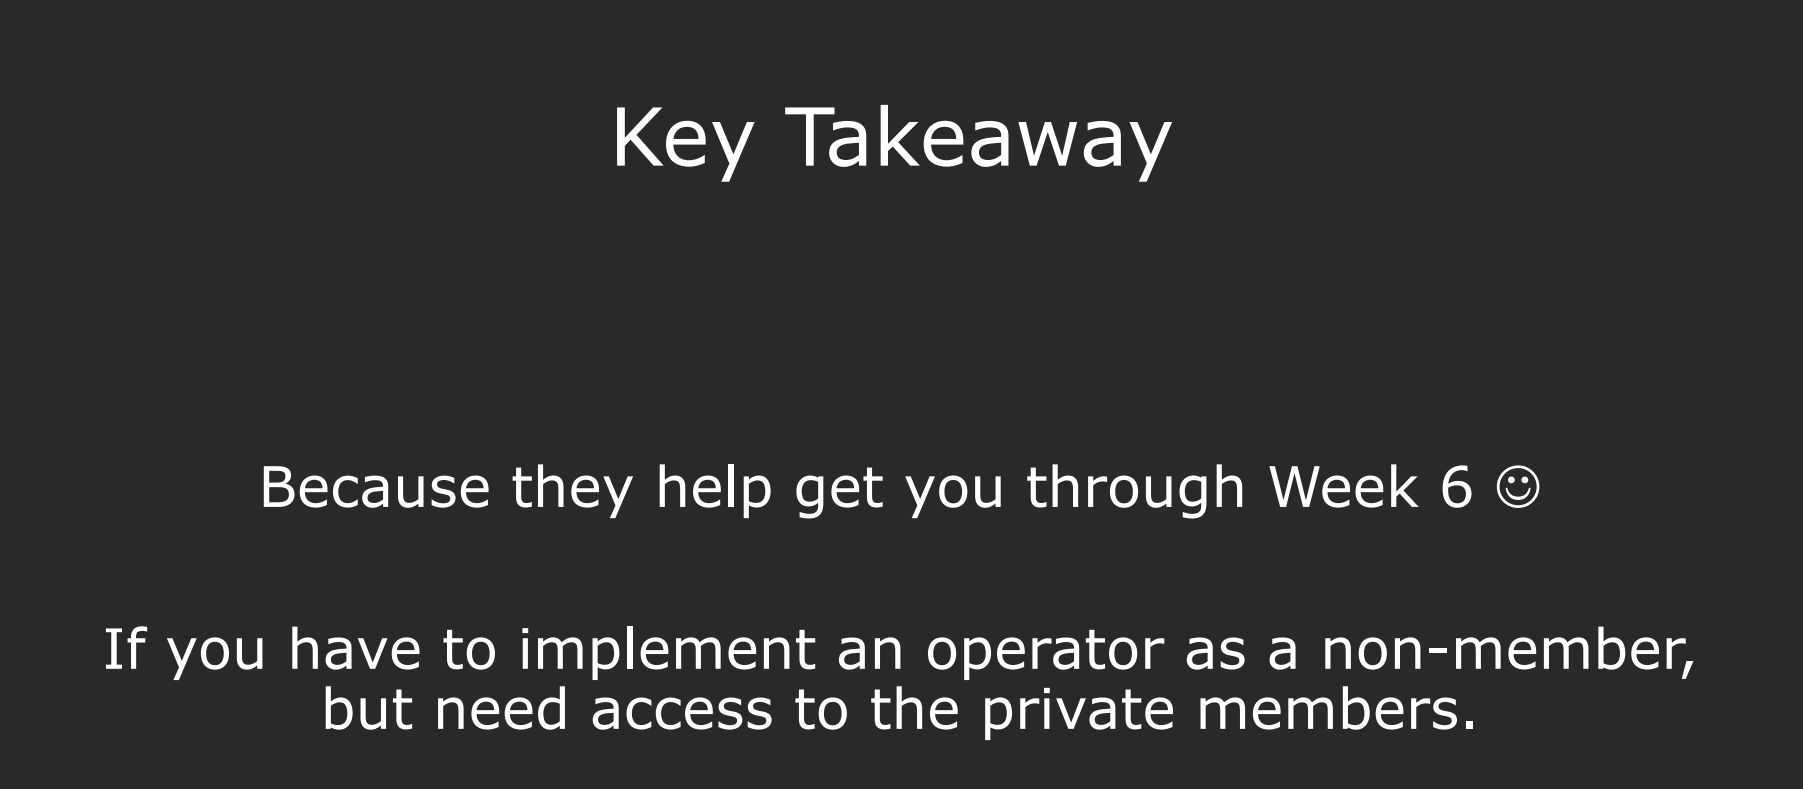 Key Takeaway
Because they help get you through Week 6 ☺
If you have to implement an operator as a non-member,
but need access to the private members.